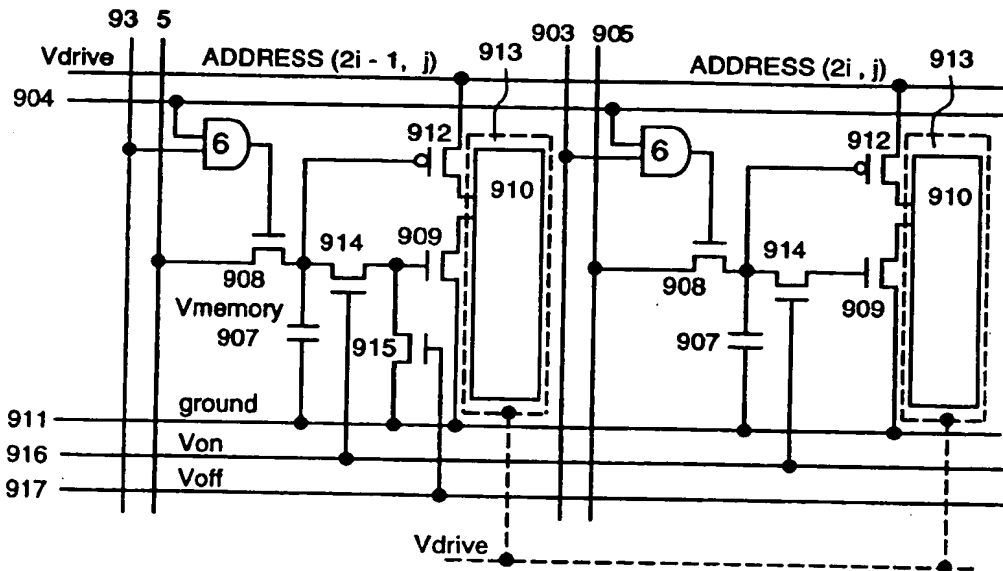 93 5 903 905
Vdrive ADDRESS (2i - 1, j) 913 ADDRESS (2i, j) 913
904
6 912 6 912
910 910
914 909 914
908 908 909
Vmemory
907 915 907
911 ground
916 Von
917 Voff
Vdrive